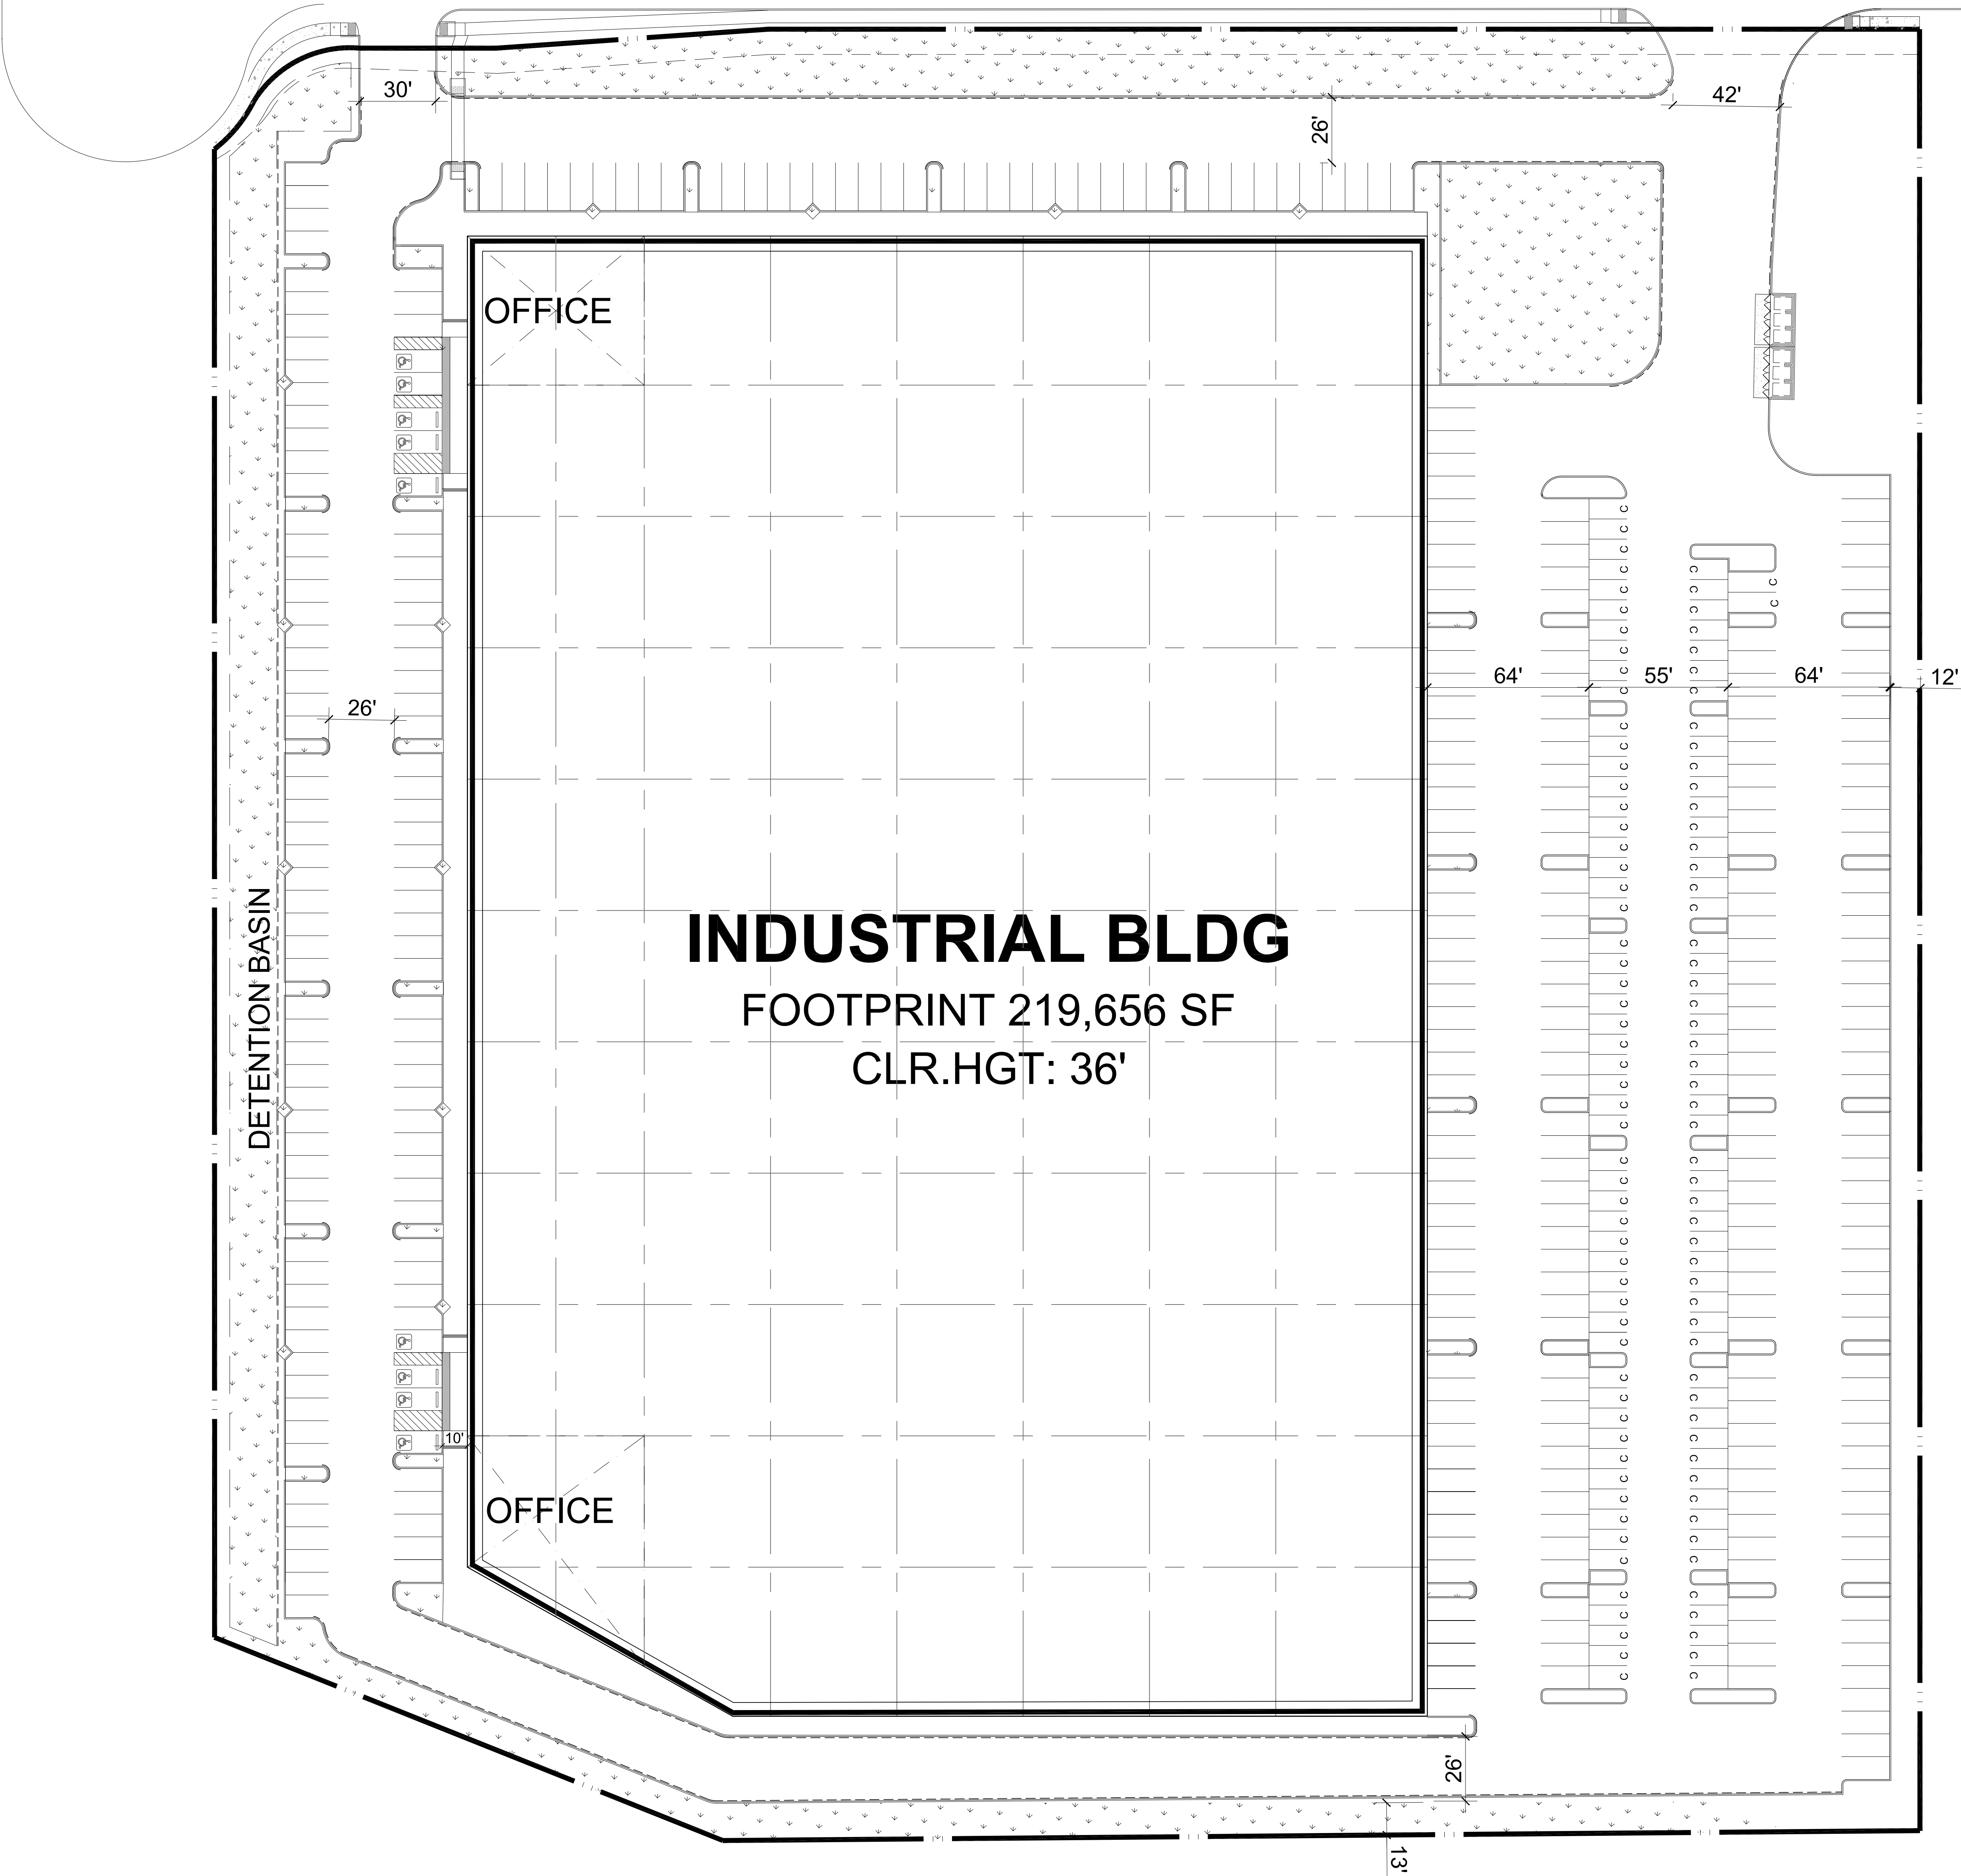 30'
42'
26'
OFFICE
64'
55'
64'
12'
26'
DETENTION BASIN
INDUSTRIAL BLDG
FOOTPRINT 219,656 SF
CLR.HGT: 36'
10'
OFFICE
26'
13'